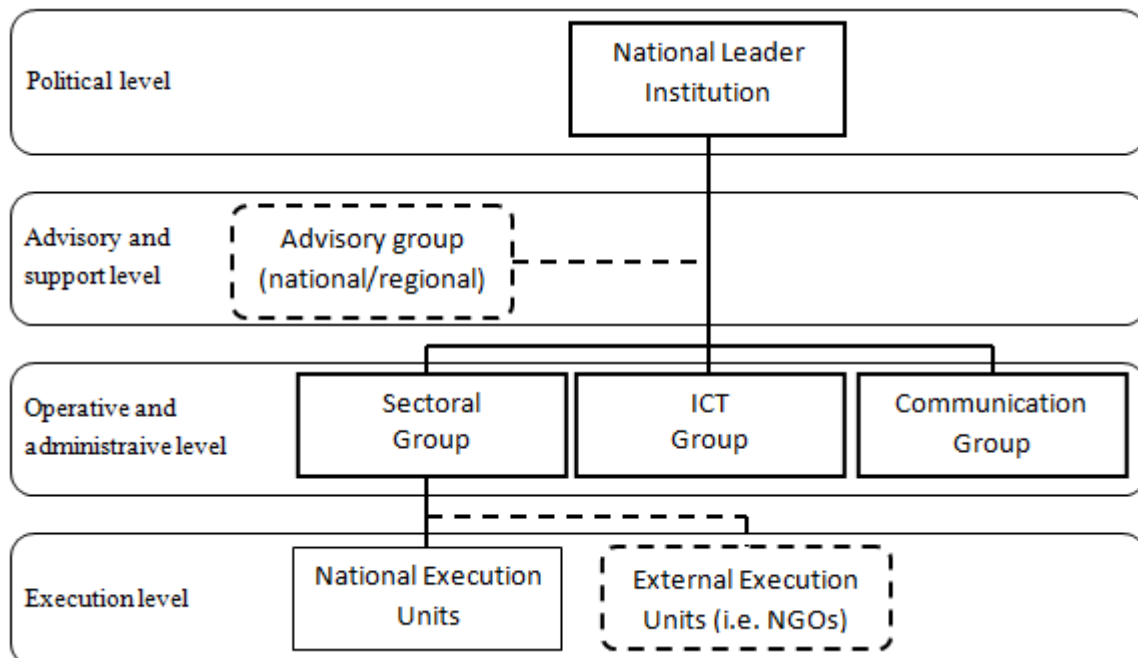 Political level
National Leader
Institution
Advisory and
support level
Advisory group
(national/regional)
Operative and
administraive level
Sectoral
Group
ICT
Group
Communication
Group
Execution level
National Execution
Units
External Execution
Units (i.e. NGOs)